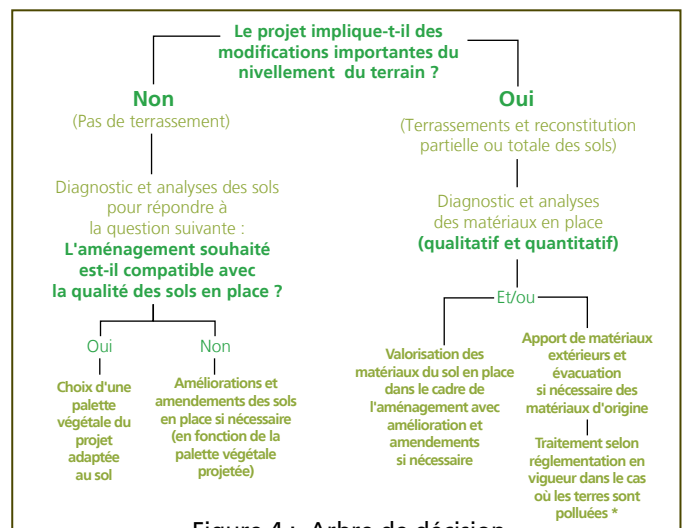 Le projet implique-t-il des
modifications importantes du
nivellement du terrain ?
Non
(Pas de terrassement)
Diagnostic et analyses des sols
pour répondre à
la question suivante :
L'aménagement souhaité
est-il compatible avec
la qualité des sols en place ?
Oui
Choix d'une
palette
végétale du
projet
adaptée
au sol
Non
Améliorations et
amendements des sols
en place si nécessaire
(en fonction de la
palette végétale
projetée)
Oui
(Terrassements et reconstitution
partielle ou totale des sols)
Diagnostic et analyses
des matériaux en place
(qualitatif et quantitatif)
Et/ou
Valorisation des
matériaux du sol en place
dans le cadre de
l'aménagement avec
amélioration et
amendements
si nécessaire
Apport de matériaux
extérieurs et
évacuation
si nécessaire des
matériaux d'origine
Traitement selon
réglementation en
vigueur dans le cas
où les terres sont
polluées *
Figure 4 : Arbre de décision